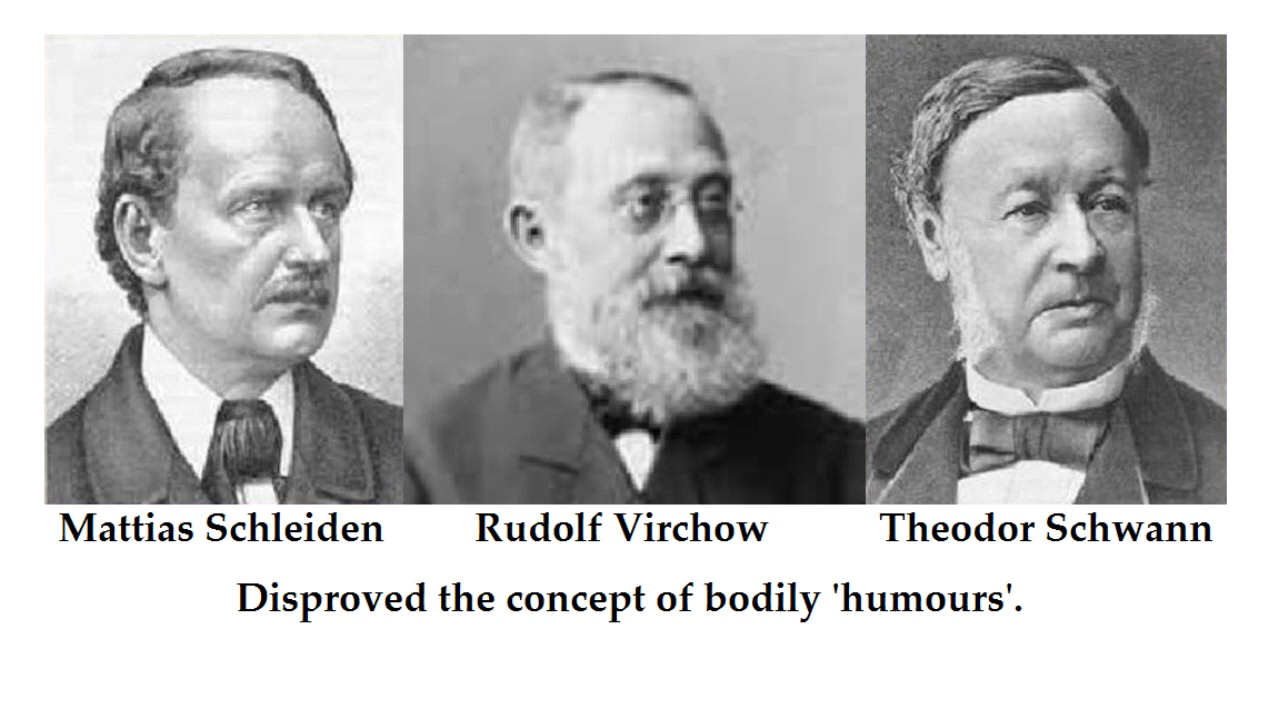 Mattias Schleiden Rudolf Virchow Theodor Schwann
Disproved the concept of bodily 'humours'.